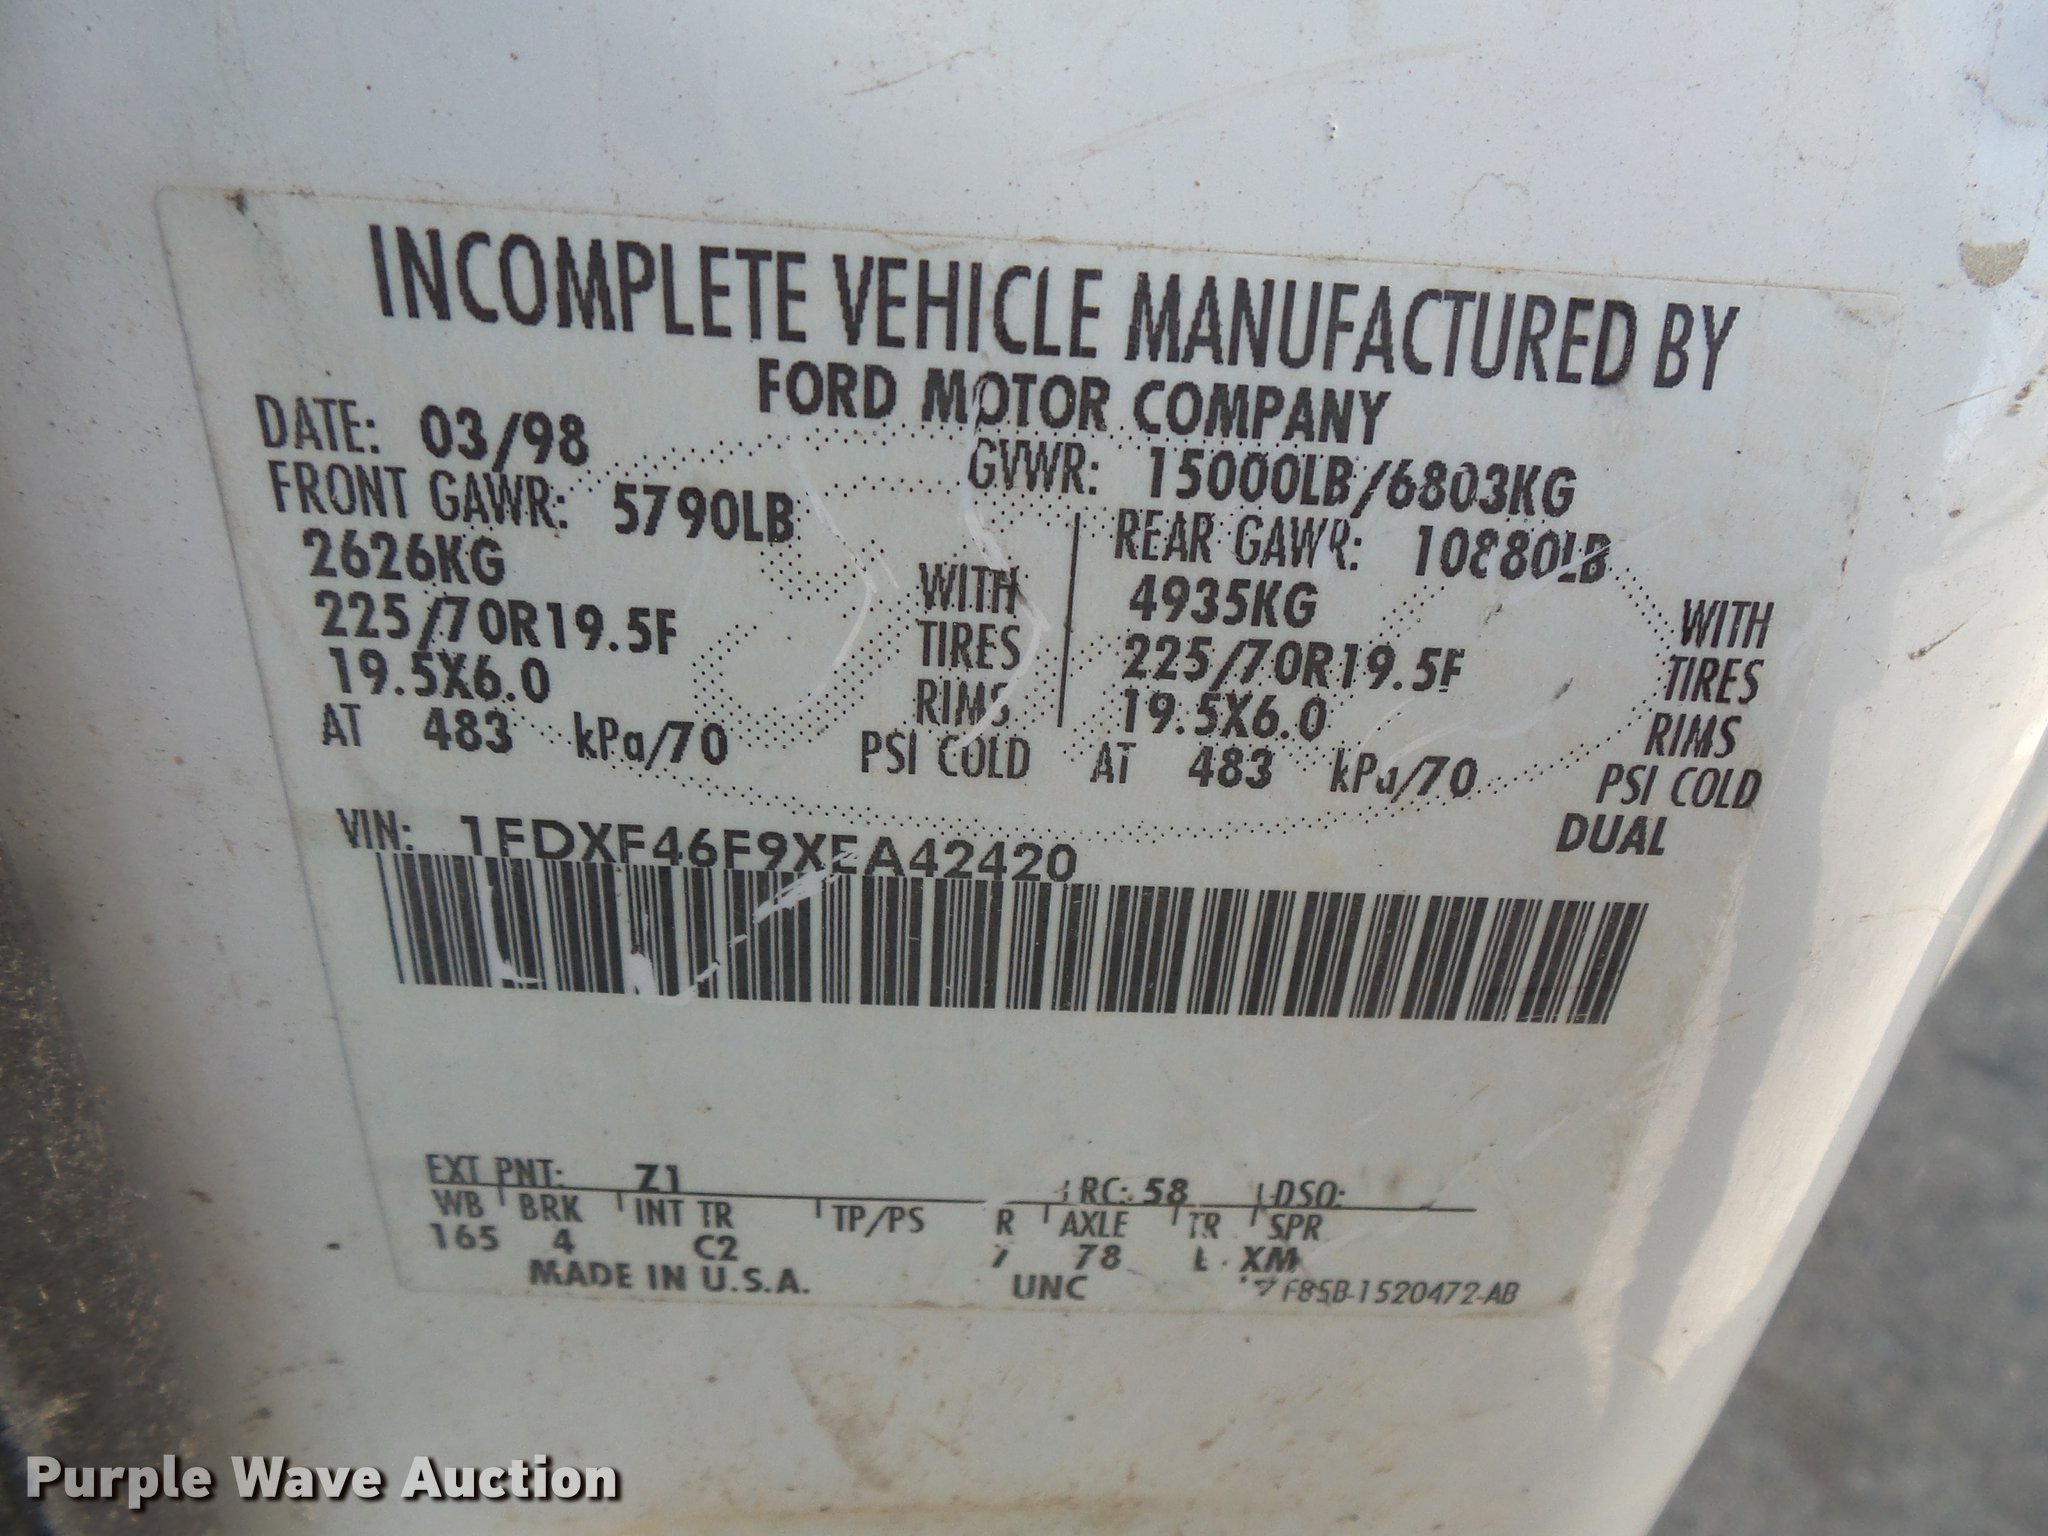 INCOMPLETE VEHICLE MANUFACTURED BY
FORD MOTOR COMPANY
DATE: 03/98 GVWR: 15000LB/6803KG
FRONT GAWR: 5790LB REAR GAWR: 10880LB
2626KG WITH 4935KG WITH
225/70R19.5F TIRES 225/70R19.5F TIRES
19.5X6.0 RIMS 19.5X6.0 RIMS
AT 483 kPa/70 PSI COLD AT 483 kPa/70 PSI COLD
DUAL
VIN: 1FDXF46F9XEA42420
EXT PNT: Z1 RC: 58 DSO:
WB BRK INT TR TP/PS R AXLE TR SPR
165 4 C2 78 XM
MADE IN U.S.A. UNC F85B-1520472-AB
Purple Wave Auction